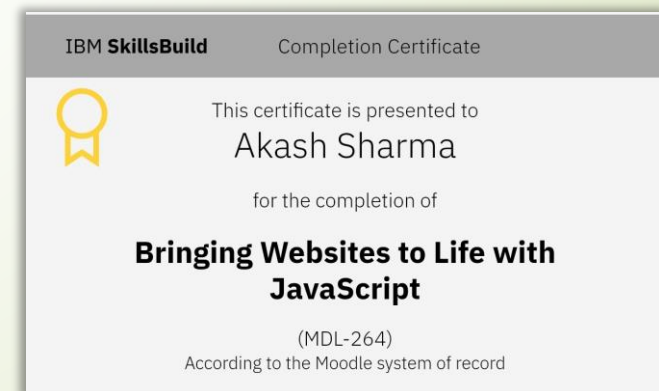 IBM SkillsBuild Completion Certificate
This certificate is presented to
Akash Sharma
for the completion of
Bringing Websites to Life with
JavaScript
(MDL-264)
According to the Moodle system of record